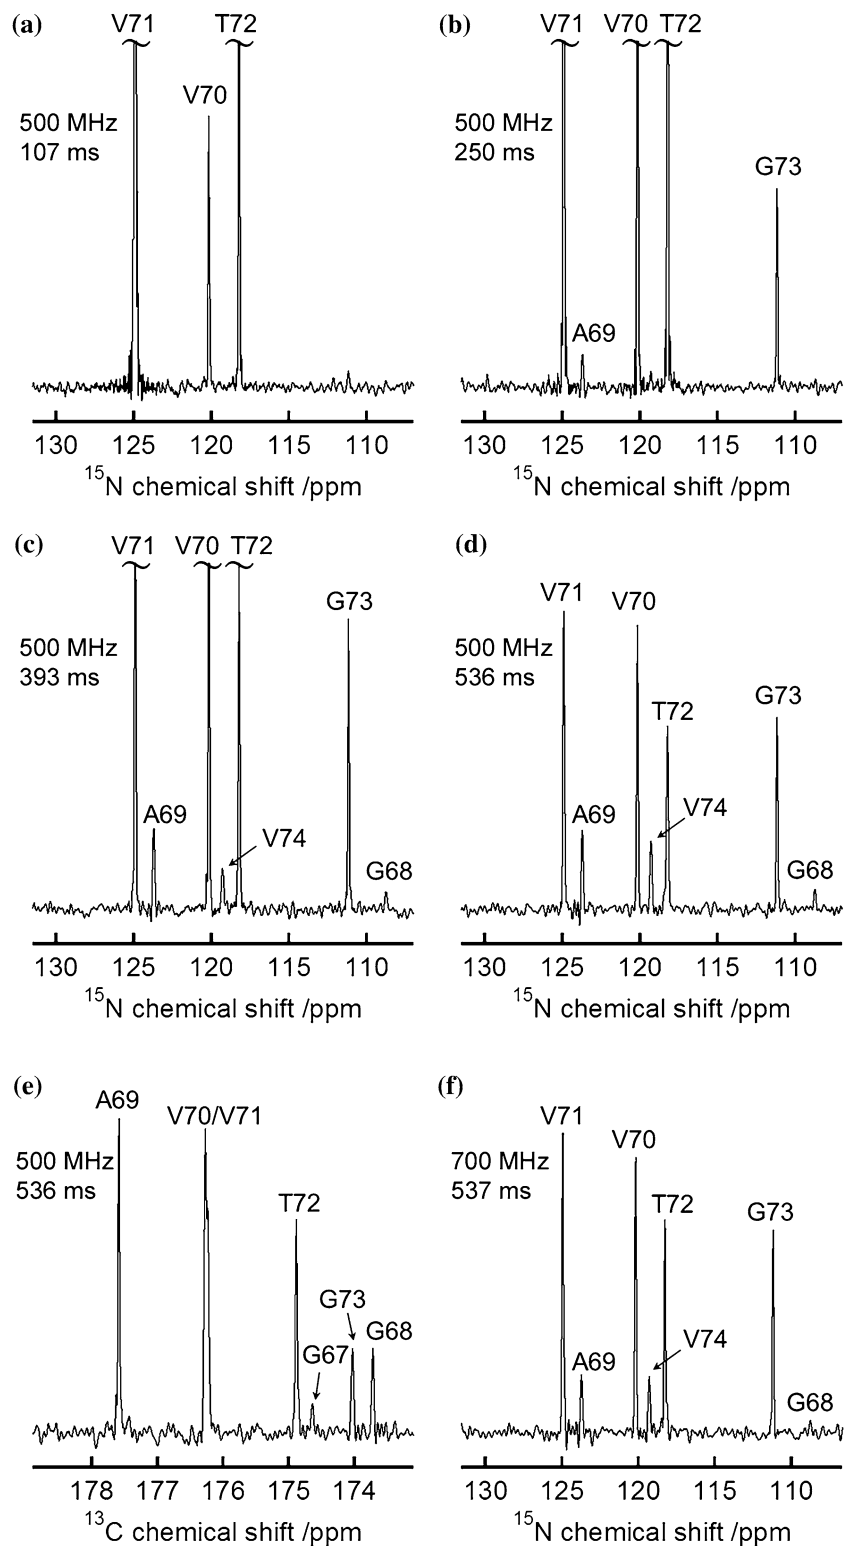 (a)
V71
T72
V70
500 MHz
107 ms
130 125 120 115 110
15N chemical shift /ppm
(b)
V71 V70 T72
500 MHz
250 ms
G73
A69
130 125 120 115 110
15N chemical shift /ppm
(c)
V71 V70 T72
G73
500 MHz
393 ms
A69
V74
G68
130 125 120 115 110
15N chemical shift /ppm
(d)
V71
V70
500 MHz
536 ms
G73
T72
V74
A69
G68
130 125 120 115 110
15N chemical shift /ppm
(e)
A69
V70/V71
500 MHz
536 ms
T72
G73
G68
G67
178 177 176 175 174
13C chemical shift /ppm
(f)
V71
V70
700 MHz
537 ms
T72
G73
V74
A69
G68
130 125 120 115 110
15N chemical shift /ppm